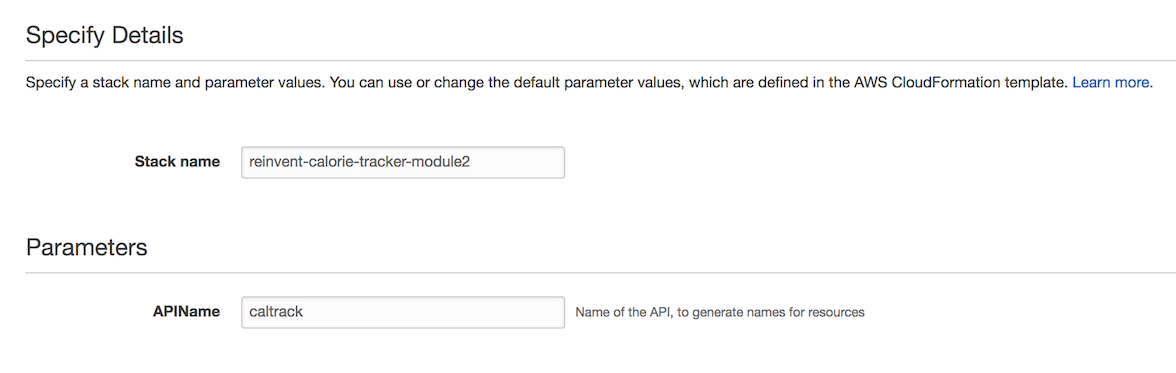 Specify Details
Specify a stack name and parameter values. You can use or change the default parameter values, which are defined in the AWS CloudFormation template. Learn more.
Stack name reinvent-calorie-tracker-module2
Parameters
APIName caltrack Name of the API, to generate names for resources